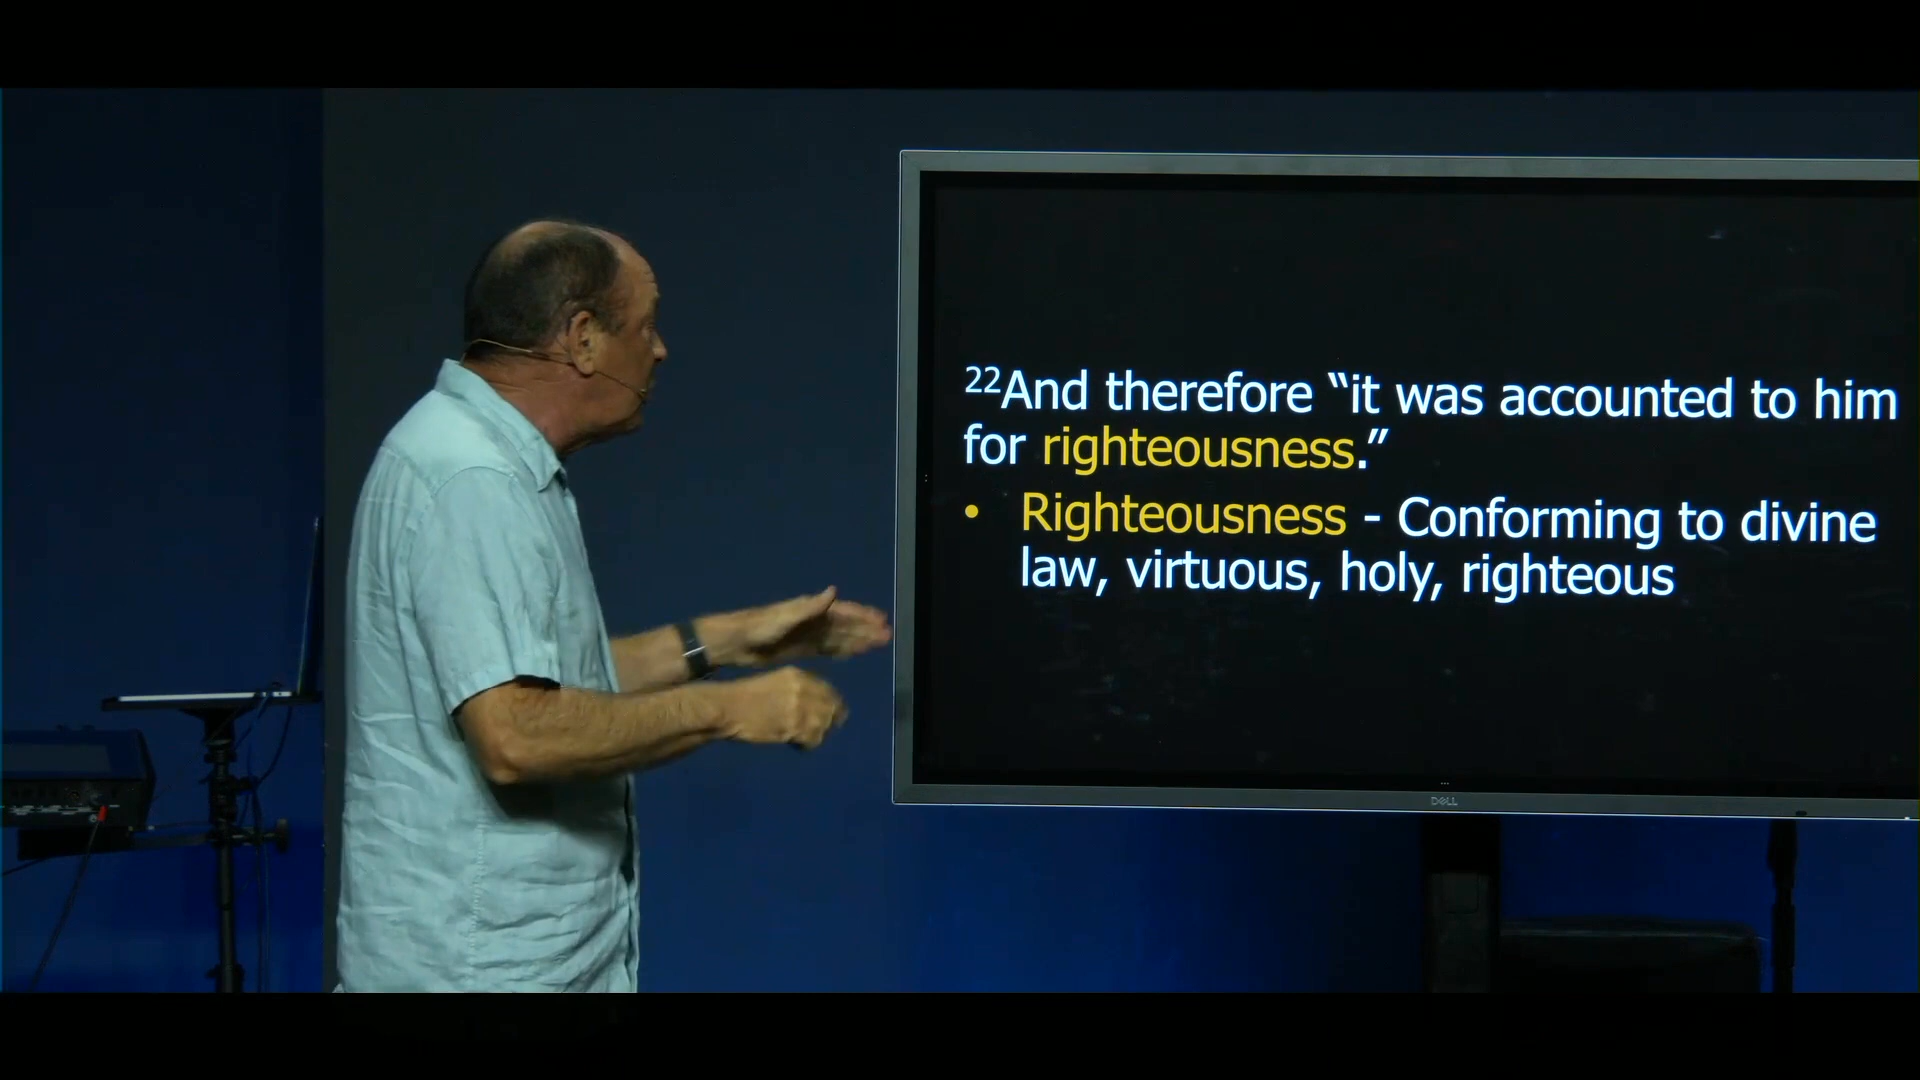 22And therefore “it was accounted to him
for righteousness.”
• Righteousness - Conforming to divine
law, virtuous, holy, righteous
DELL